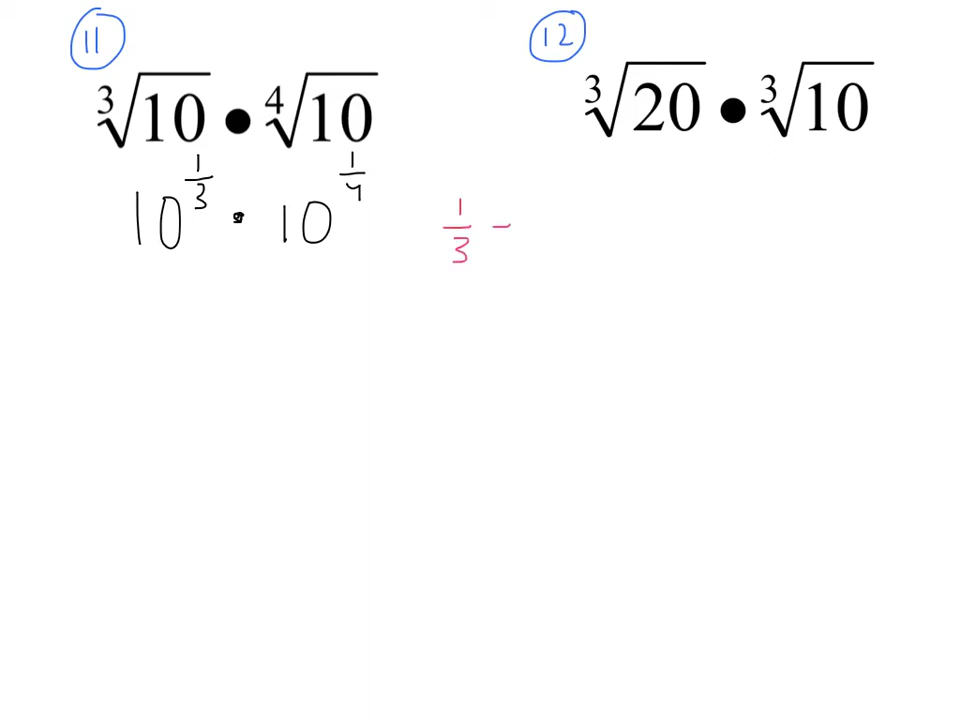 11
∛10 • ∜10
10^(1/3) · 10^(1/4) 1/3 -
12
∛20 • ∛10